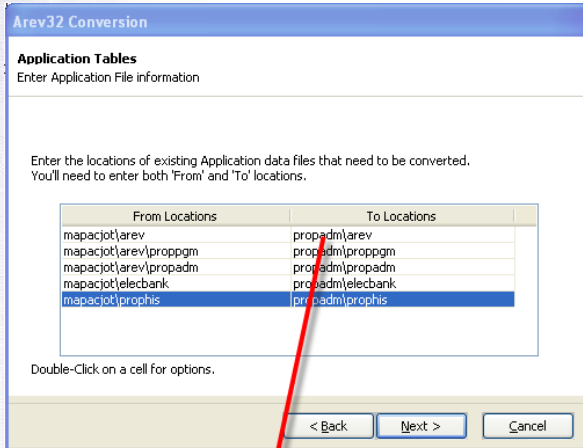 Arev32 Conversion
Application Tables
Enter Application File information
Enter the locations of existing Application data files that need to be converted.
You'll need to enter both 'From' and 'To' locations.
From Locations To Locations
mapacjot\arev propadm\arev
mapacjot\arev\proppgm propadm\proppgm
mapacjot\arev\propadm propadm\propadm
mapacjot\elecbank propadm\elecbank
mapacjot\prophis propadm\prophis
Double-Click on a cell for options.
< Back Next > Cancel